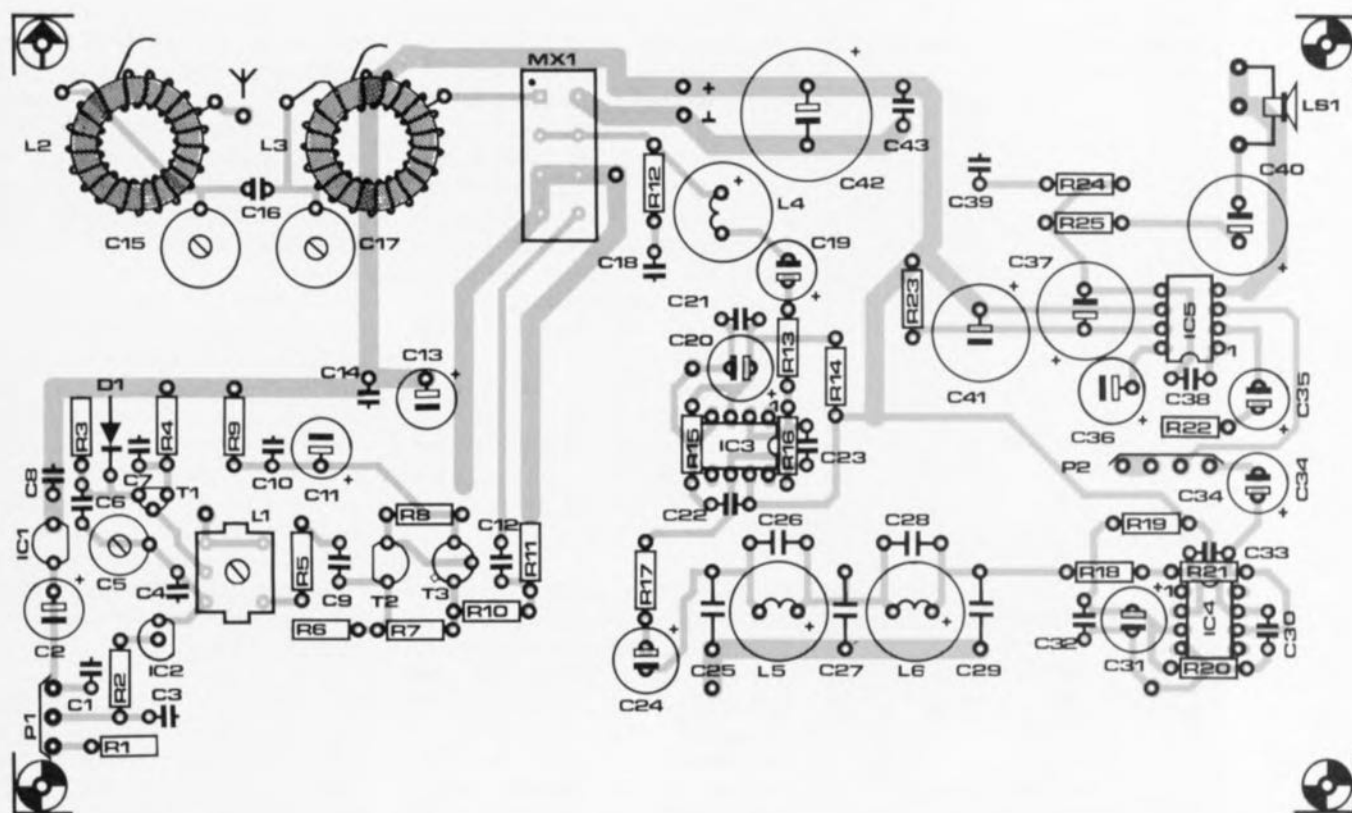 MX1
L2
L3
+
⊥
+
LS1
C43
C16
R12
C42
C39
R24
C40
L4
C15
C17
R25
C18
C19
C37
C21
R23
IC5
C20
R13
R14
1
C14
C13
C41
C38
C35
D1
C36
R3
R4
R9
R22
R15
IC3
R16
1
C8
C7
C10
C11
C23
P2
C34
C34
C6
T1
C22
IC1
L1
R8
C12
R11
C26
C28
R19
C33
C5
R5
R17
R18
R21
C4
C9
T2
T3
1
IC4
C2
R6
R7
R10
C32
C31
C30
IC2
C25
L5
C27
L6
C29
R20
R2
C1
C3
C24
P1
R1